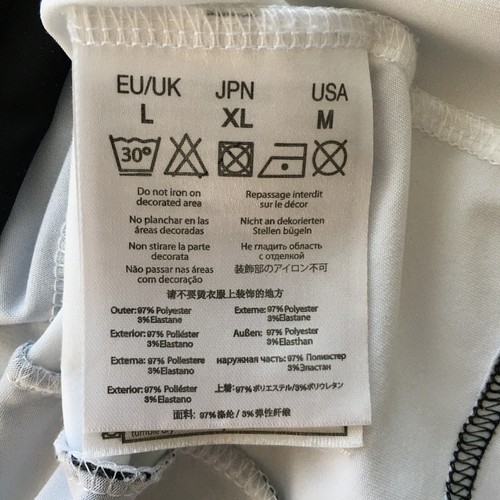 EU/UK JPN USA
L XL M
30°
Do not iron on decorated area
Repassage interdit sur le décor
No planchar en las áreas decoradas
Nicht an dekorierten Stellen bügeln
Non stirare la parte decorata
Не гладить область с отделкой
Não passar nas áreas com decoração
装飾部のアイロン不可
请不要烫衣服上装饰的地方
Outer: 97% Polyester
3% Elastane
Externe: 97% Polyester
3% Elastane
Exterior: 97% Poliéster
3% Elastano
Außen: 97% Polyesther
3% Elasthan
Externa: 97% Poliestere
3% Elastano
наружная часть: 97% Полиэстер
3% Эластан
Exterior: 97% Poliéster
3% Elastano
上着: 97% ポリエステル/3% ポリウレタン
面料: 97% 涤纶 / 3% 弹性纤维
tumble dry